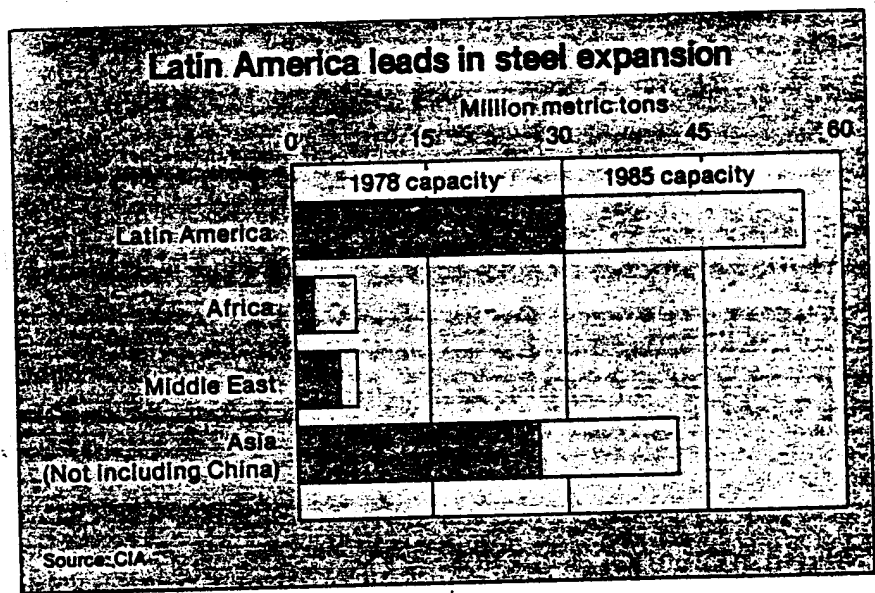 Latin America leads in steel expansion
Million metric tons
0 15 30 45 60
1978 capacity 1985 capacity
Latin America
Africa
Middle East
Asia
(Not including China)
Source: CIA